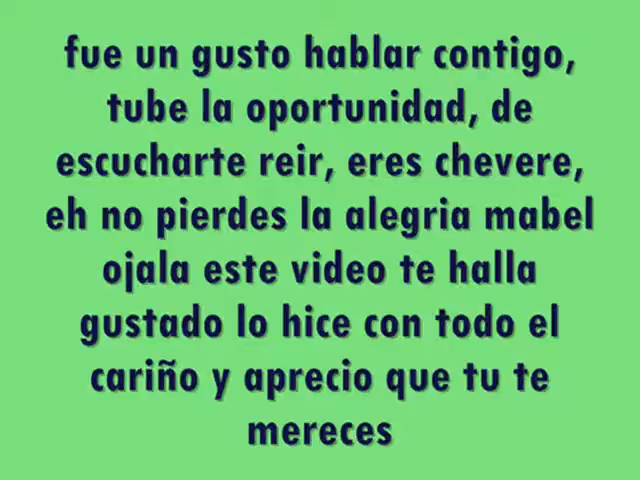 fue un gusto hablar contigo,
tube la oportunidad, de
escucharte reir, eres chevere,
eh no pierdes la alegria mabel
ojala este video te halla
gustado lo hice con todo el
cariño y aprecio que tu te
mereces